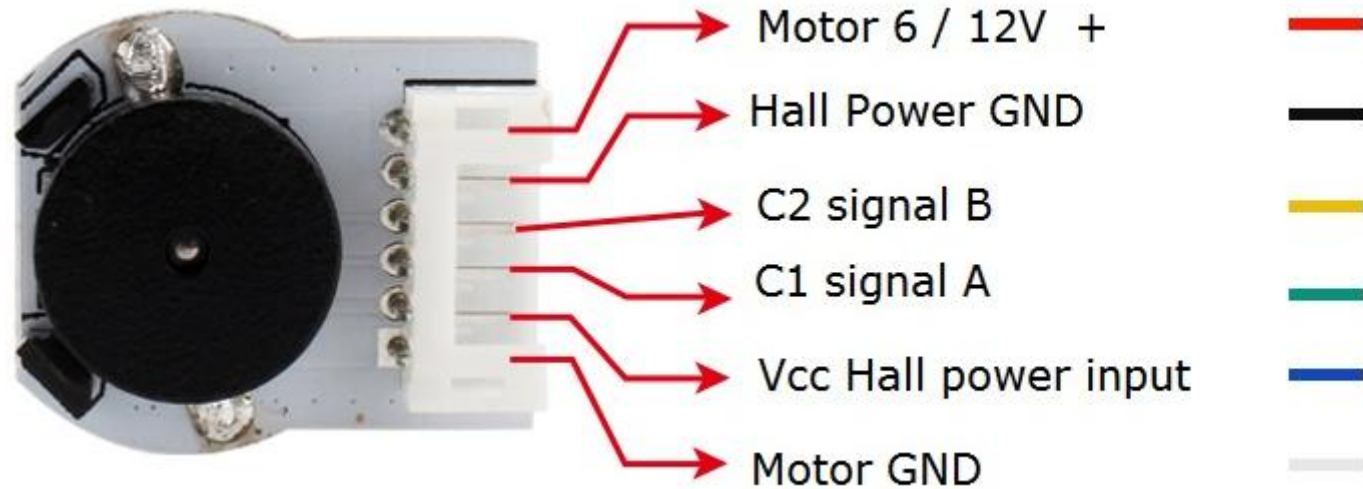 Motor 6 / 12V +
Hall Power GND
C2 signal B
C1 signal A
Vcc Hall power input
Motor GND